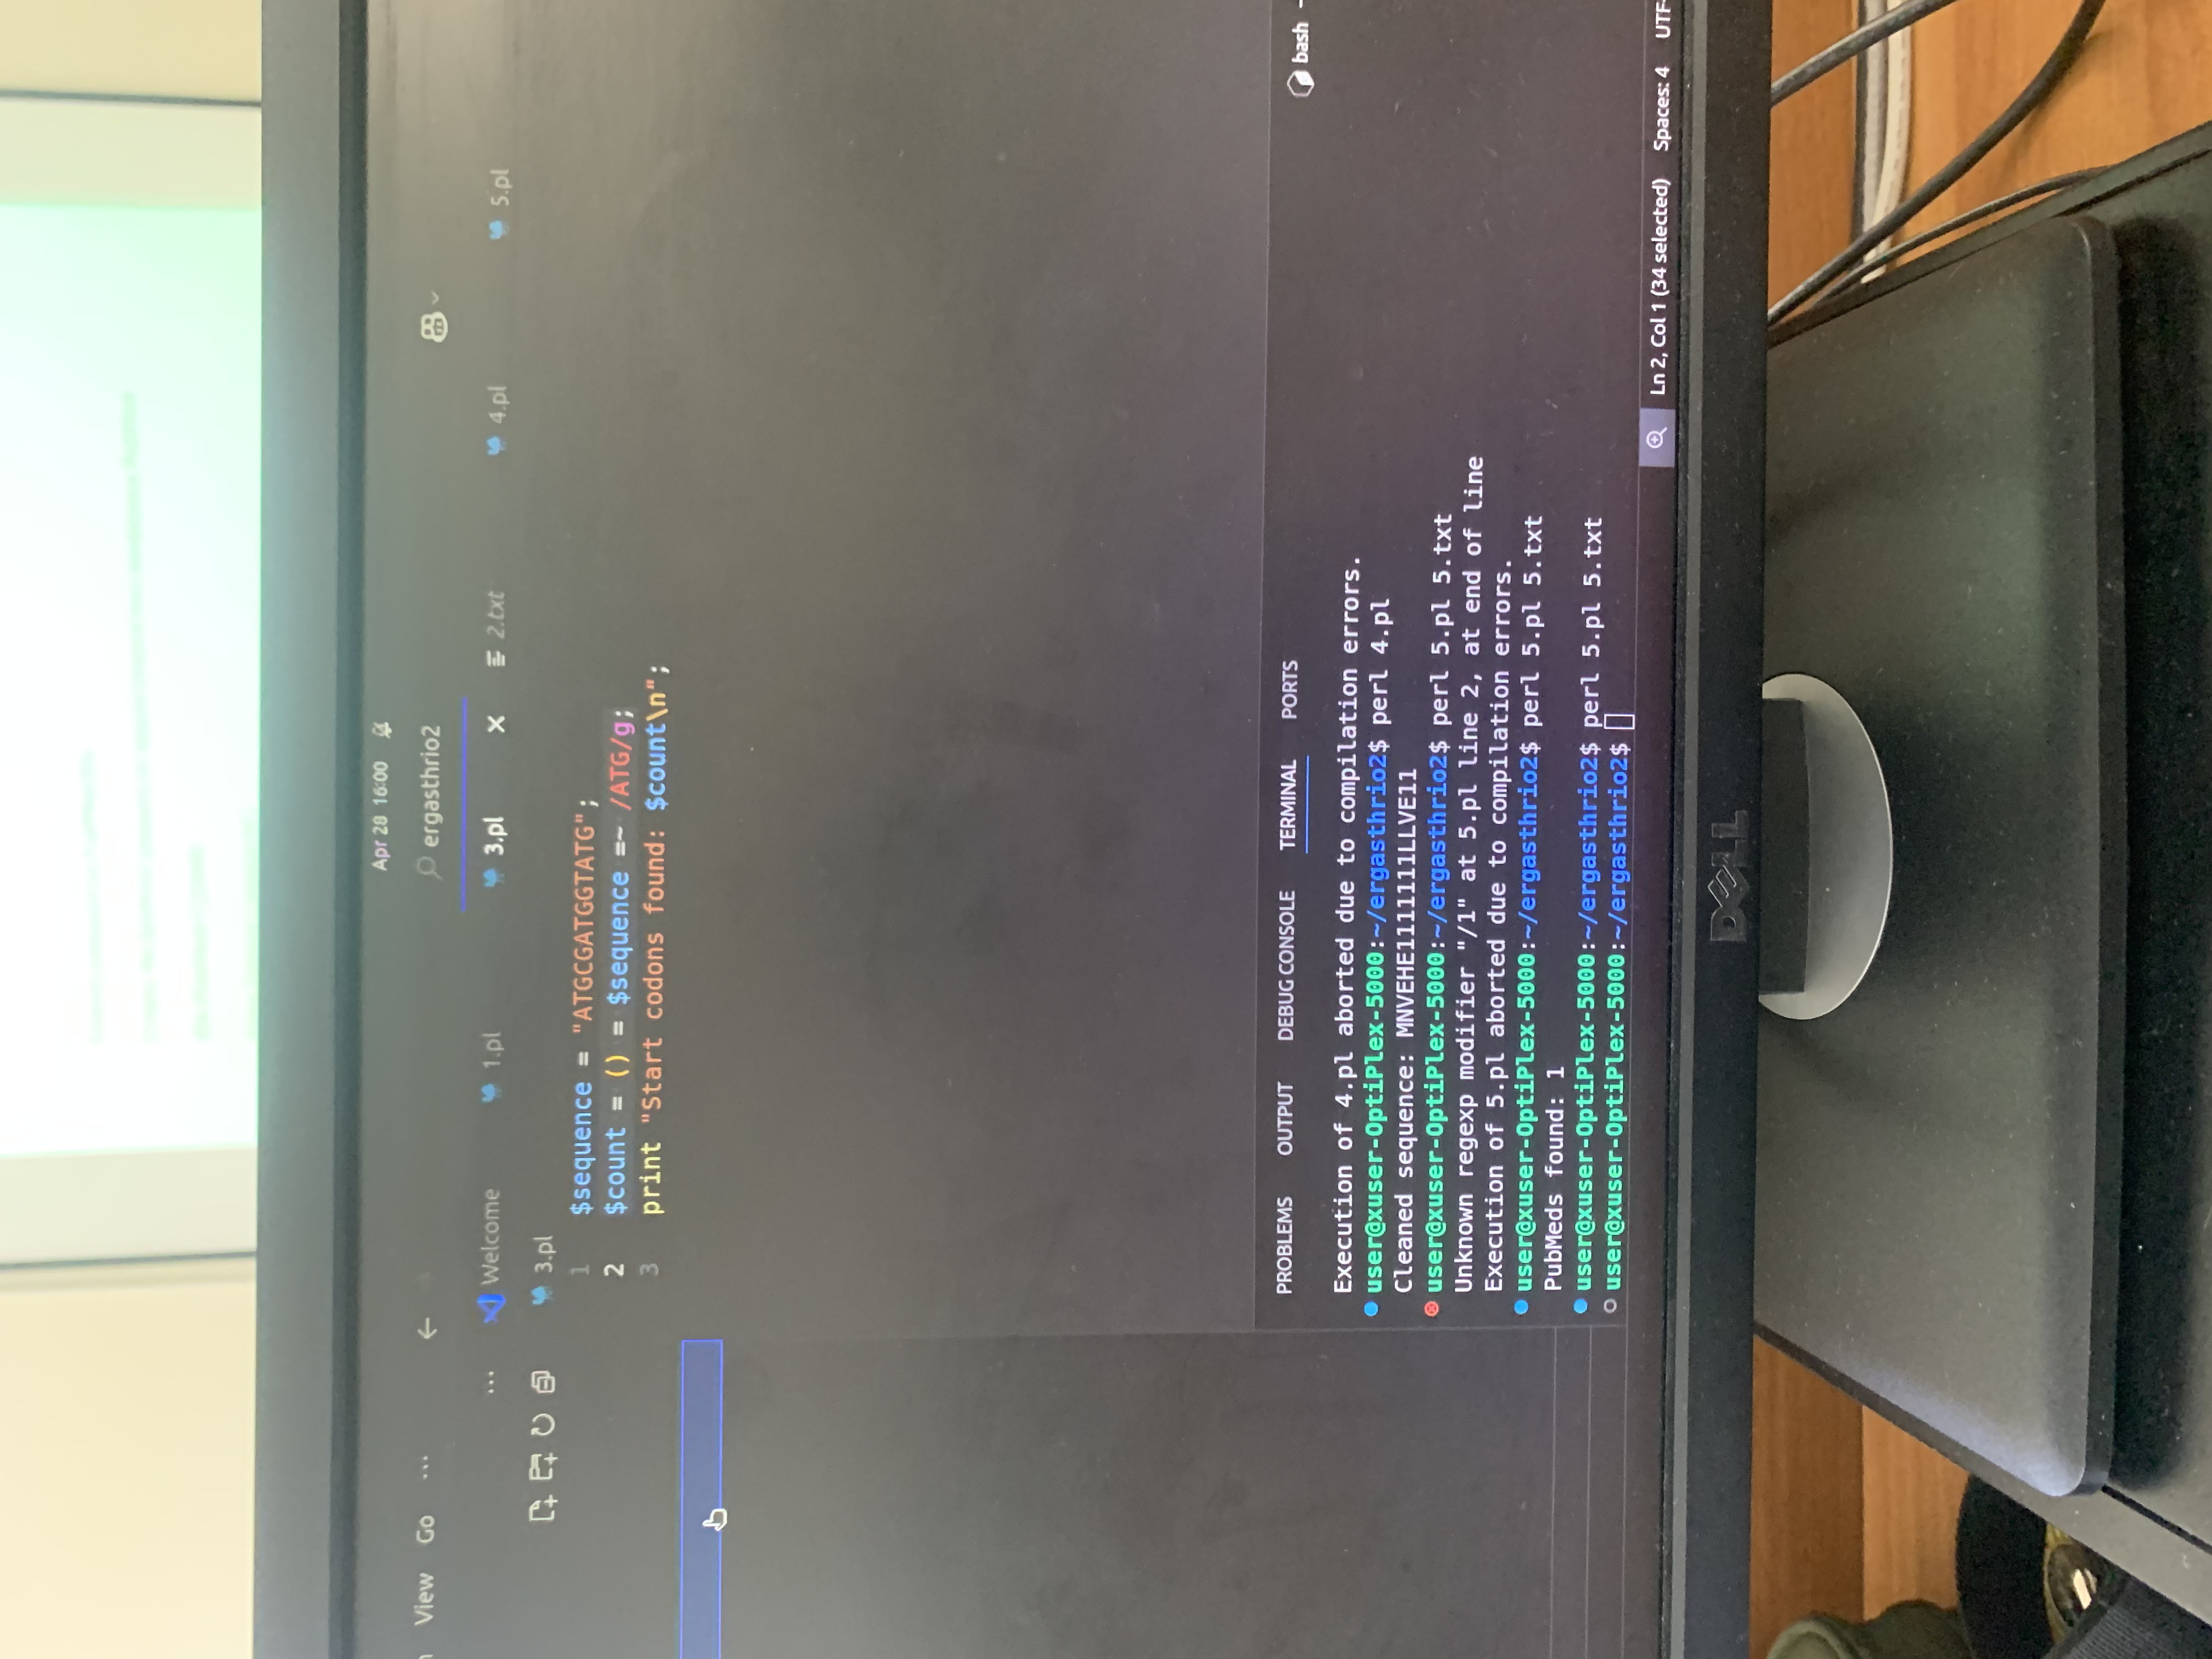 Apr 28 16:00
View Go ...
ergasthrio2
Welcome 1.pl 3.pl 2.txt 4.pl 5.pl
3.pl
1 $sequence = "ATGCGATGGTATG";
2 $count = () = $sequence =~ /ATG/g;
3 print "Start codons found: $count\n";
PROBLEMS OUTPUT DEBUG CONSOLE TERMINAL PORTS
bash
Execution of 4.pl aborted due to compilation errors.
user@xuser-OptiPlex-5000:~/ergasthrio2$ perl 4.pl
Cleaned sequence: MNVEHE1111111LLVE11
user@xuser-OptiPlex-5000:~/ergasthrio2$ perl 5.pl 5.txt
Unknown regexp modifier "/1" at 5.pl line 2, at end of line
Execution of 5.pl aborted due to compilation errors.
user@xuser-OptiPlex-5000:~/ergasthrio2$ perl 5.pl 5.txt
PubMeds found: 1
user@xuser-OptiPlex-5000:~/ergasthrio2$ perl 5.pl 5.txt
user@xuser-OptiPlex-5000:~/ergasthrio2$
Ln 2, Col 1 (34 selected) Spaces: 4 UTF-
DELL